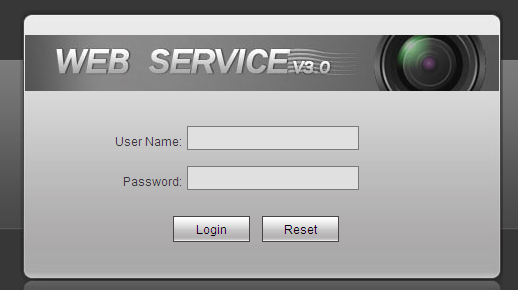 WEB SERVICE V3.0
User Name:
Password:
Login Reset